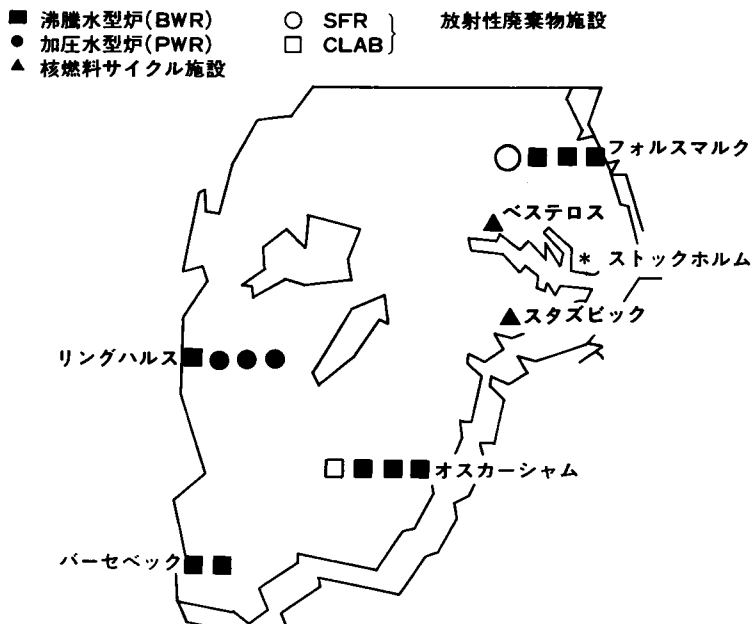 ■ 沸騰水型炉(BWR)
● 加圧水型炉(PWR)
▲ 核燃料サイクル施設
○ SFR
□ CLAB
放射性廃棄物施設
フォルスマルク
ベステロス
* ストックホルム
スタズビック
リングハルス
オスカーシャム
バーセベック